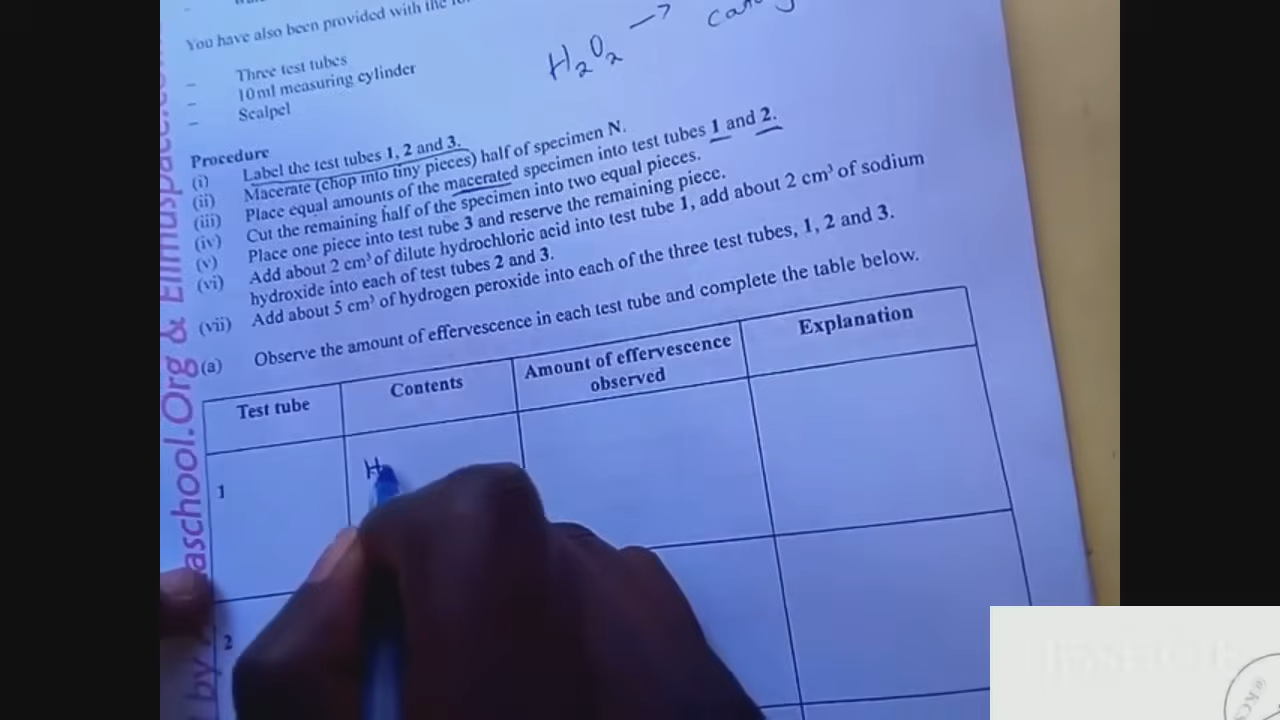 You have also been provided with the
H₂O₂ →
– Three test tubes
– 10ml measuring cylinder
– Scalpel
Procedure
(i) Label the test tubes 1, 2 and 3.
(ii) Macerate (chop into tiny pieces) half of specimen N.
(iii) Place equal amounts of the macerated specimen into test tubes 1 and 2.
(iv) Cut the remaining half of the specimen into two equal pieces.
(v) Place one piece into test tube 3 and reserve the remaining piece.
(vi) Add about 2 cm³ of dilute hydrochloric acid into test tube 1, add about 2 cm³ of sodium
hydroxide into each of test tubes 2 and 3.
(vii) Add about 5 cm³ of hydrogen peroxide into each of the three test tubes, 1, 2 and 3.
(a) Observe the amount of effervescence in each test tube and complete the table below.
Test tube Contents Amount of effervescence Explanation
observed
1 H
2
by
aschool.Org &